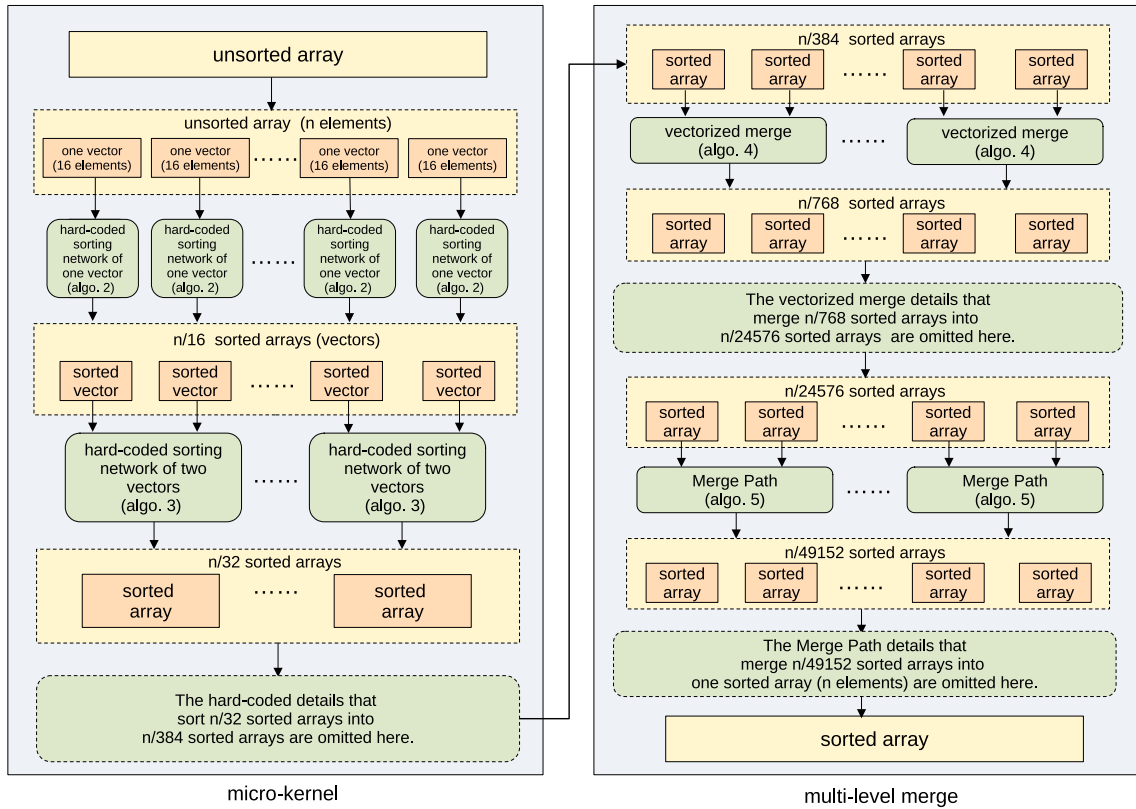 unsorted array
unsorted array (n elements)
one vector
(16 elements)
one vector
(16 elements)
......
one vector
(16 elements)
one vector
(16 elements)
hard-coded
sorting
network of
one vector
(algo. 2)
hard-coded
sorting
network of
one vector
(algo. 2)
......
hard-coded
sorting
network of
one vector
(algo. 2)
hard-coded
sorting
network of
one vector
(algo. 2)
n/16 sorted arrays (vectors)
sorted
vector
sorted
vector
......
sorted
vector
sorted
vector
hard-coded sorting
network of two
vectors
(algo. 3)
......
hard-coded sorting
network of two
vectors
(algo. 3)
n/32 sorted arrays
sorted
array
......
sorted
array
The hard-coded details that
sort n/32 sorted arrays into
n/384 sorted arrays are omitted here.
micro-kernel
n/384 sorted arrays
sorted
array
sorted
array
......
sorted
array
sorted
array
vectorized merge
(algo. 4)
......
vectorized merge
(algo. 4)
n/768 sorted arrays
sorted
array
sorted
array
......
sorted
array
sorted
array
The vectorized merge details that
merge n/768 sorted arrays into
n/24576 sorted arrays are omitted here.
n/24576 sorted arrays
sorted
array
sorted
array
......
sorted
array
sorted
array
Merge Path
(algo. 5)
......
Merge Path
(algo. 5)
n/49152 sorted arrays
sorted
array
sorted
array
......
sorted
array
sorted
array
The Merge Path details that
merge n/49152 sorted arrays into
one sorted array (n elements) are omitted here.
sorted array
multi-level merge